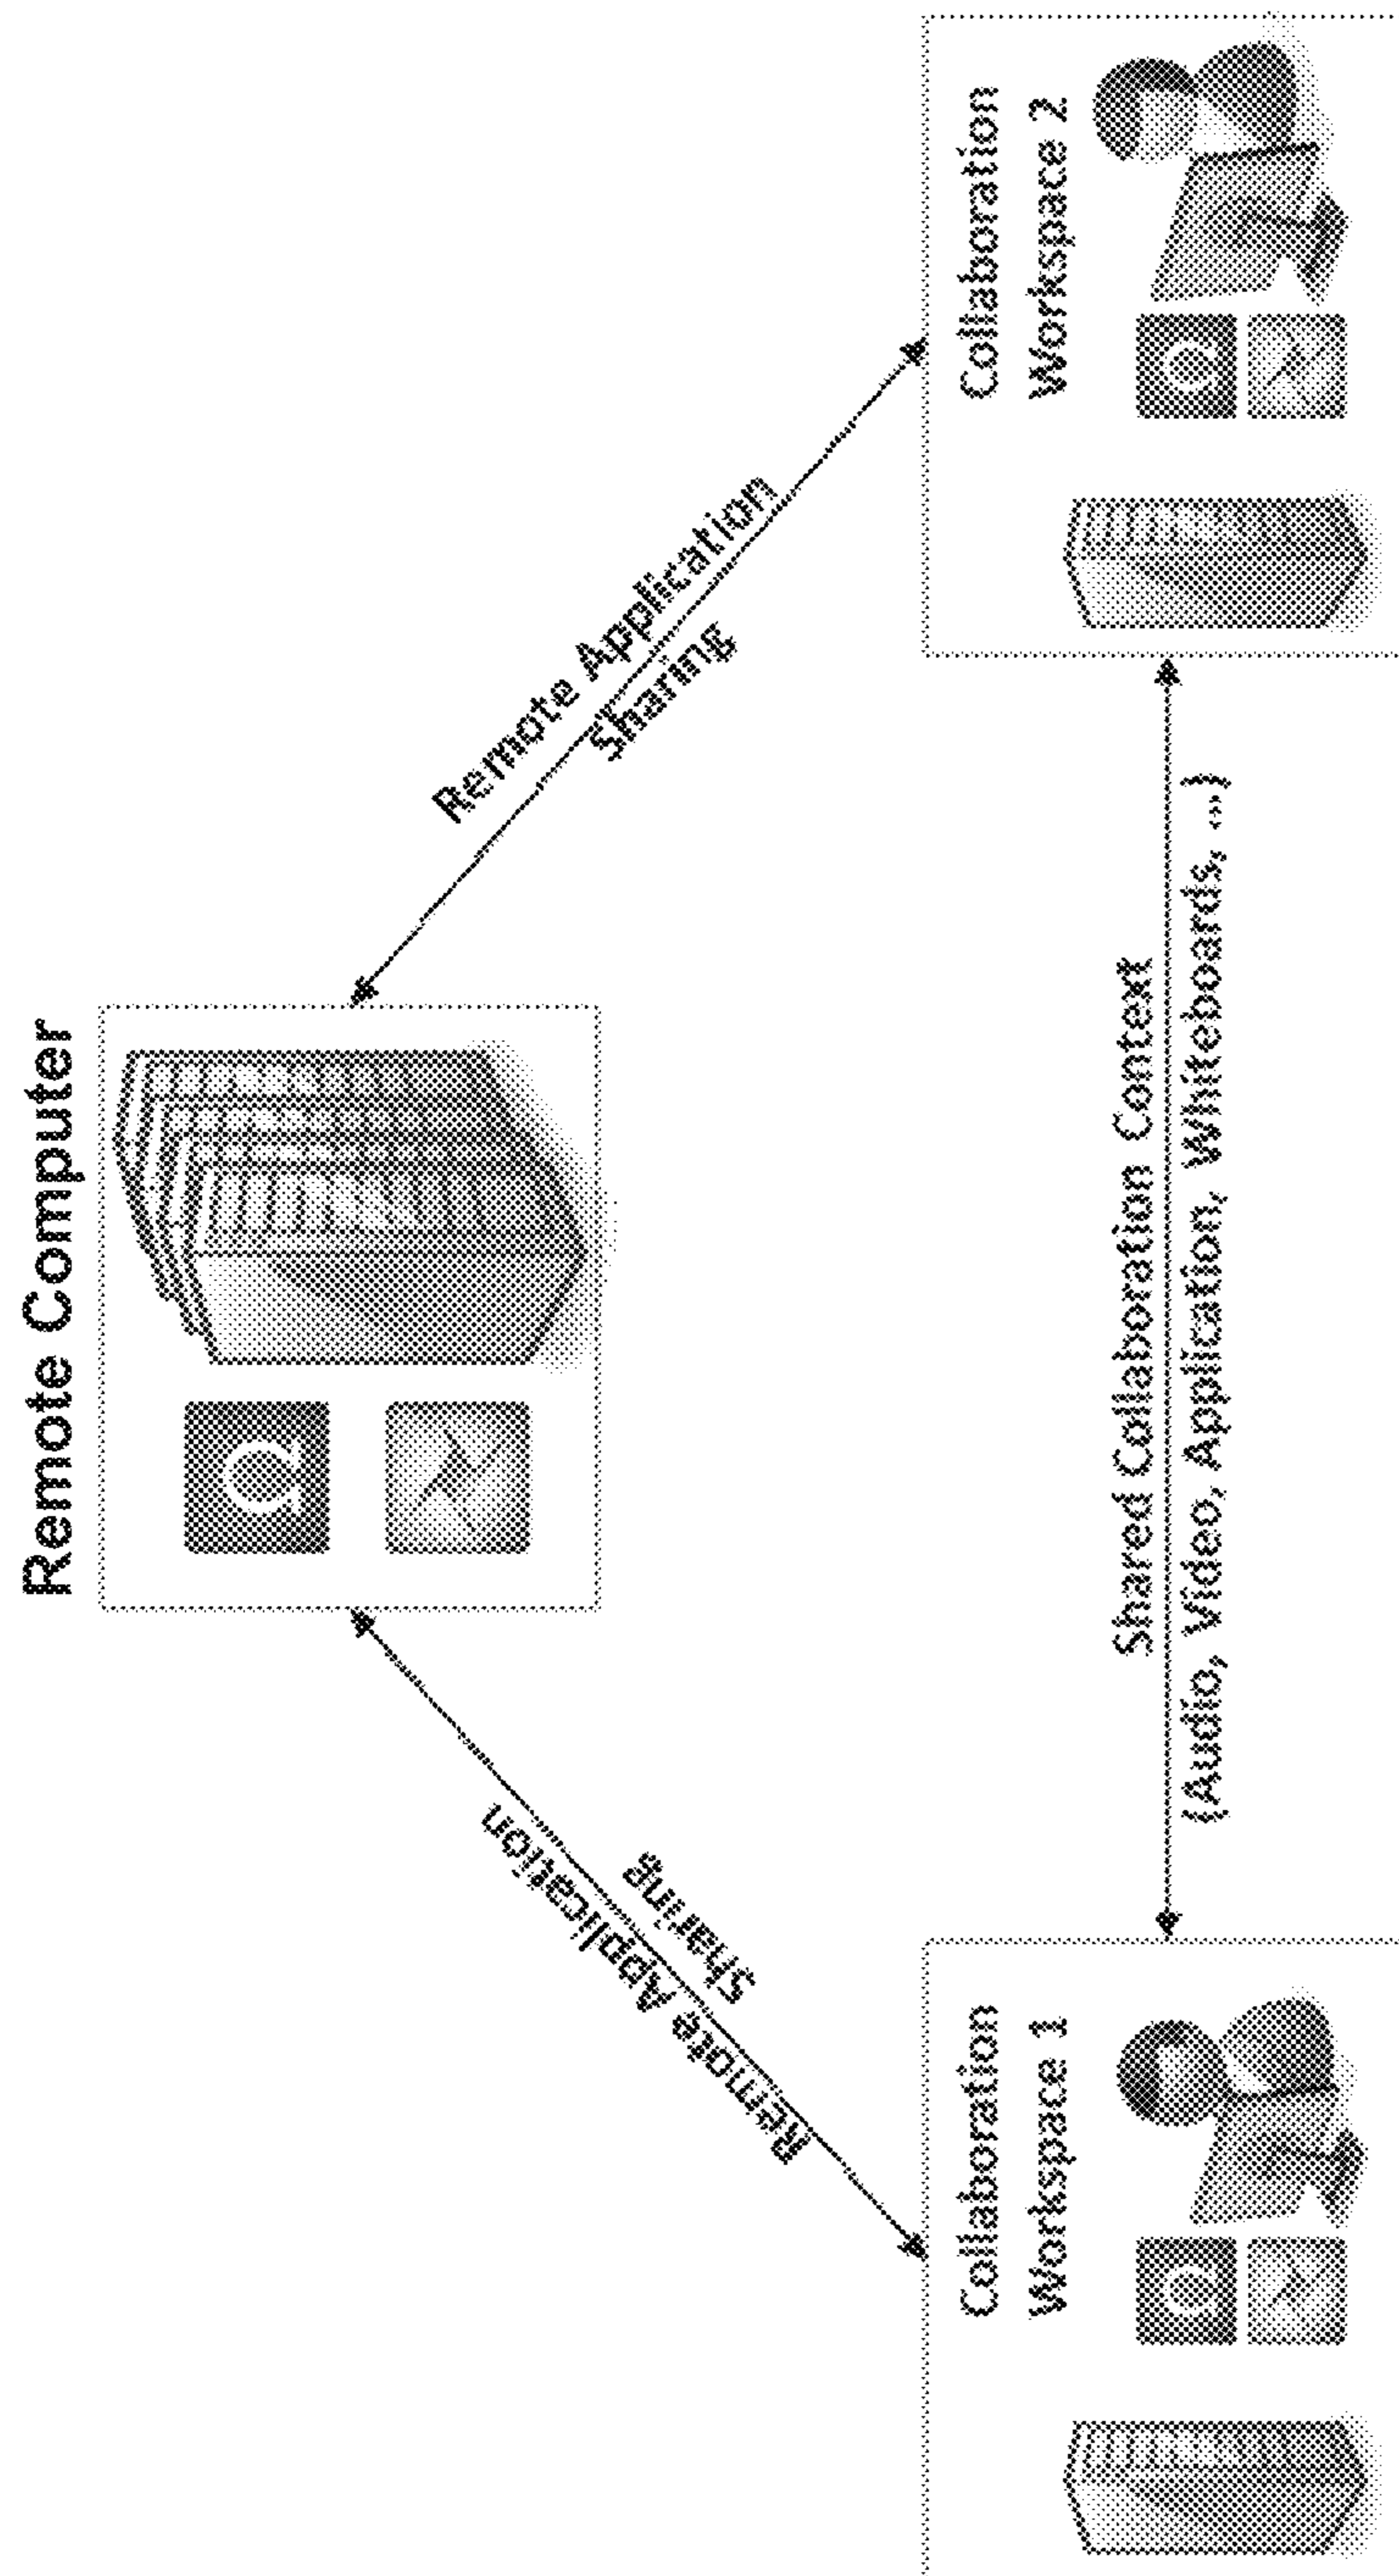 Remote Computer
Remote Application
Sharing
Remote Application
Sharing
Collaboration
Workspace 1
Shared Collaboration Context
(Audio, Video, Application, Whiteboards, ...)
Collaboration
Workspace 2